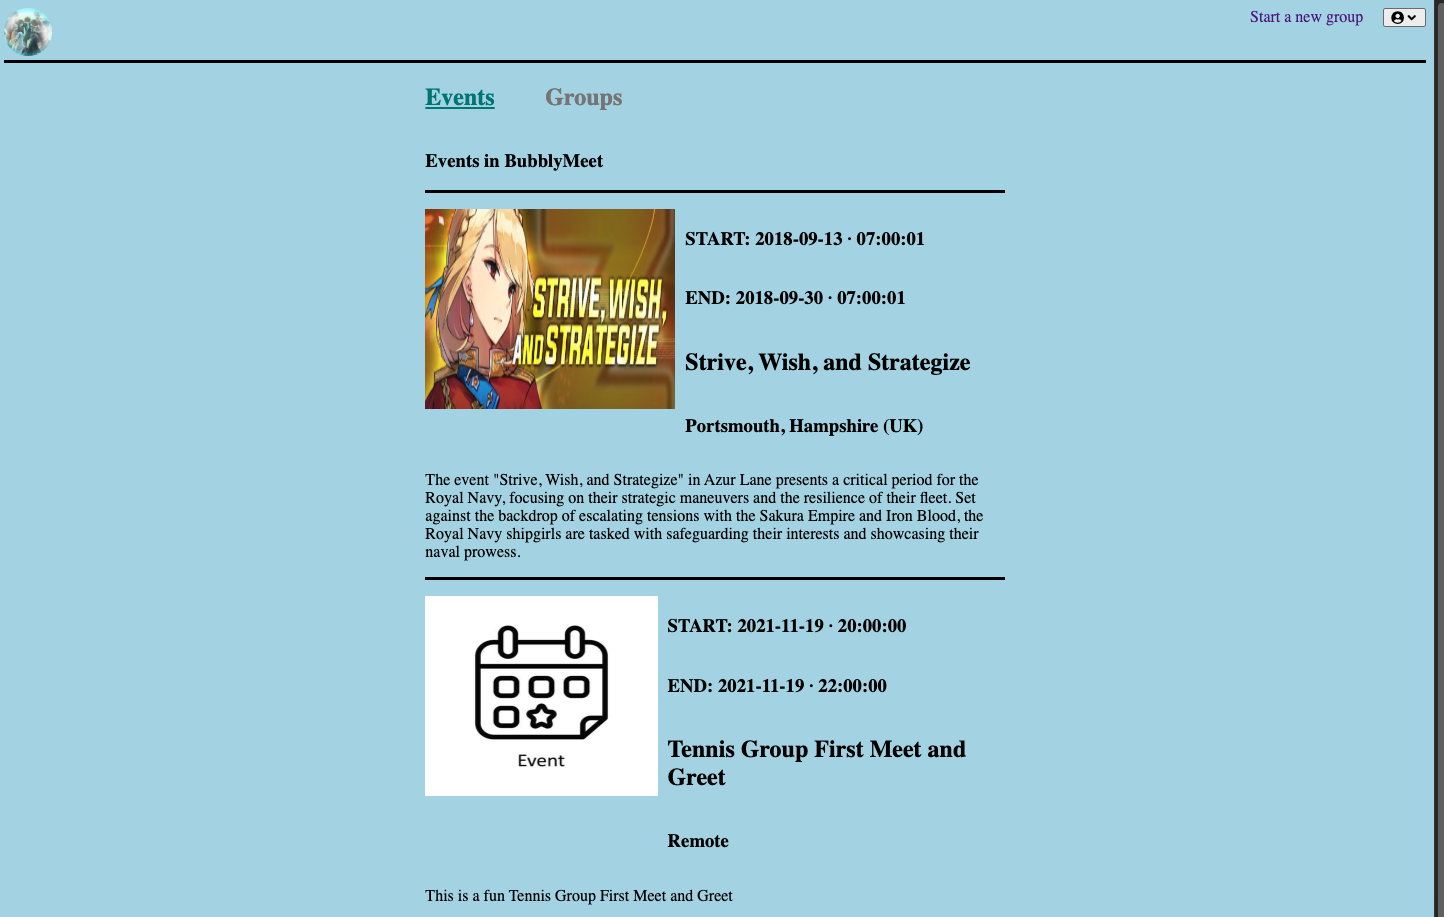 Start a new group
Events Groups
Events in BubblyMeet
STRIVE, WISH,
AND STRATEGIZE
START: 2018-09-13 · 07:00:01
END: 2018-09-30 · 07:00:01
Strive, Wish, and Strategize
Portsmouth, Hampshire (UK)
The event "Strive, Wish, and Strategize" in Azur Lane presents a critical period for the
Royal Navy, focusing on their strategic maneuvers and the resilience of their fleet. Set
against the backdrop of escalating tensions with the Sakura Empire and Iron Blood, the
Royal Navy shipgirls are tasked with safeguarding their interests and showcasing their
naval prowess.
Event
START: 2021-11-19 · 20:00:00
END: 2021-11-19 · 22:00:00
Tennis Group First Meet and
Greet
Remote
This is a fun Tennis Group First Meet and Greet